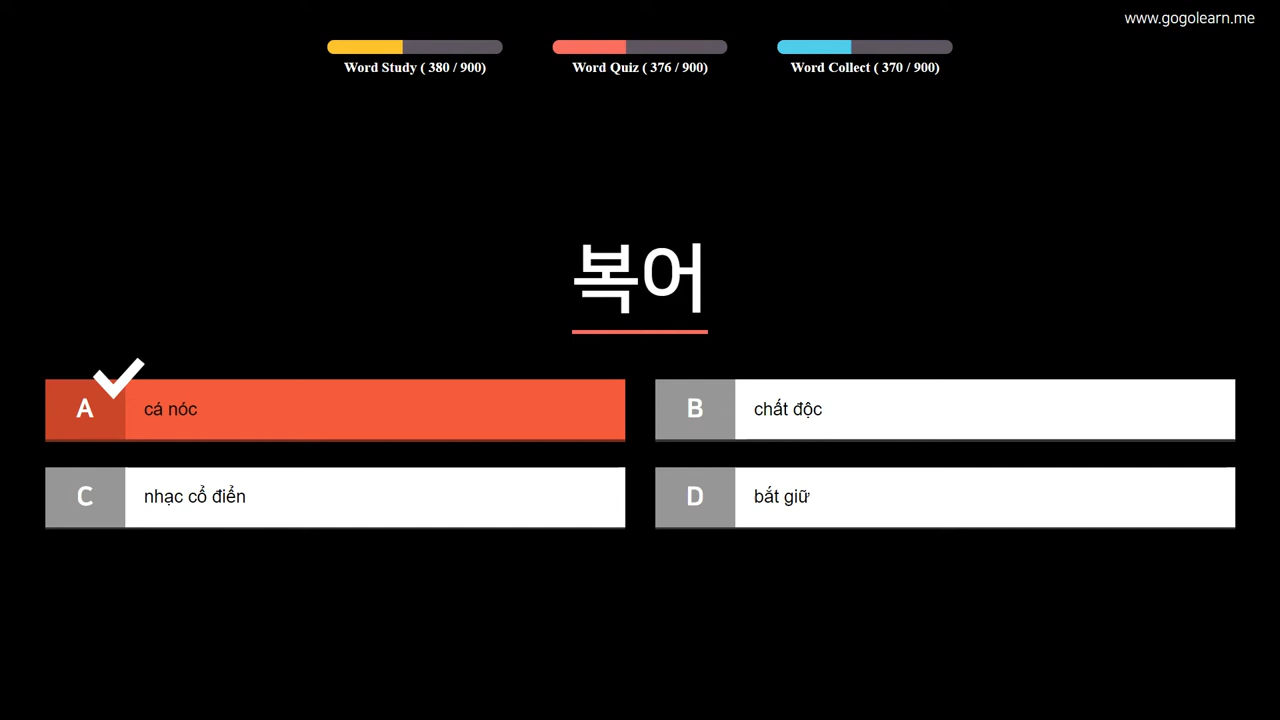 www.gogolearn.me
Word Study ( 380 / 900)
Word Quiz ( 376 / 900)
Word Collect ( 370 / 900)
복어
A cá nóc
B chất độc
C nhạc cổ điển
D bắt giữ